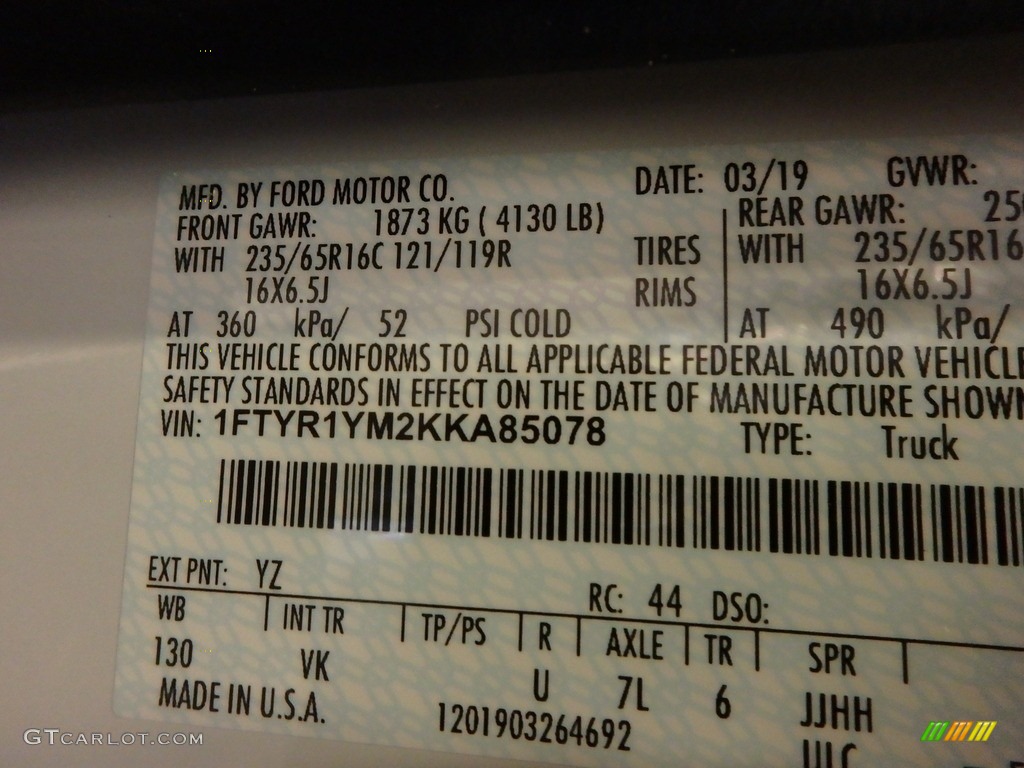 MFD. BY FORD MOTOR CO. DATE: 03/19 GVWR:
FRONT GAWR: 1873 KG ( 4130 LB) REAR GAWR: 25
WITH 235/65R16C 121/119R TIRES WITH 235/65R16
16X6.5J RIMS 16X6.5J
AT 360 kPa/ 52 PSI COLD AT 490 kPa/
THIS VEHICLE CONFORMS TO ALL APPLICABLE FEDERAL MOTOR VEHICLE
SAFETY STANDARDS IN EFFECT ON THE DATE OF MANUFACTURE SHOWN
VIN: 1FTYR1YM2KKA85078 TYPE: Truck
EXT PNT: YZ RC: 44 DSO:
WB INT TR TP/PS R AXLE TR SPR
130 VK U 7L 6 JJHH
MADE IN U.S.A. 1201903264692
GTCARLOT.COM